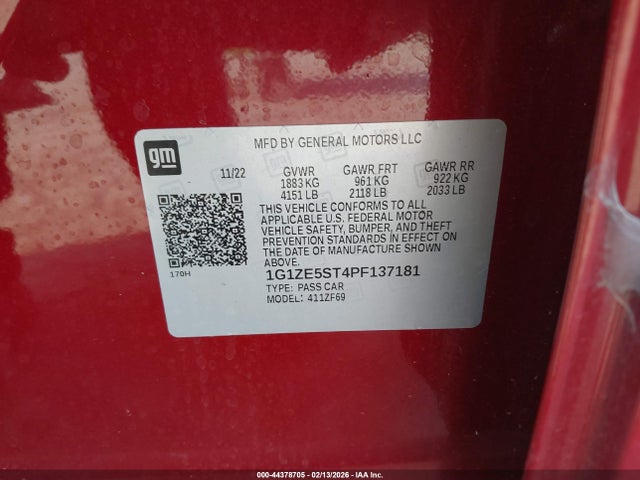 gm
MFD BY GENERAL MOTORS LLC
11/22 GVWR GAWR FRT GAWR RR
1883 KG 961 KG 922 KG
4151 LB 2118 LB 2033 LB
THIS VEHICLE CONFORMS TO ALL
APPLICABLE U.S. FEDERAL MOTOR
VEHICLE SAFETY, BUMPER, AND THEFT
PREVENTION STANDARDS IN EFFECT ON
THE DATE OF MANUFACTURE SHOWN
ABOVE.
170H
1G1ZE5ST4PF137181
TYPE: PASS CAR
MODEL: 411ZF69
000-44378705 - 02/13/2026 - IAA Inc.